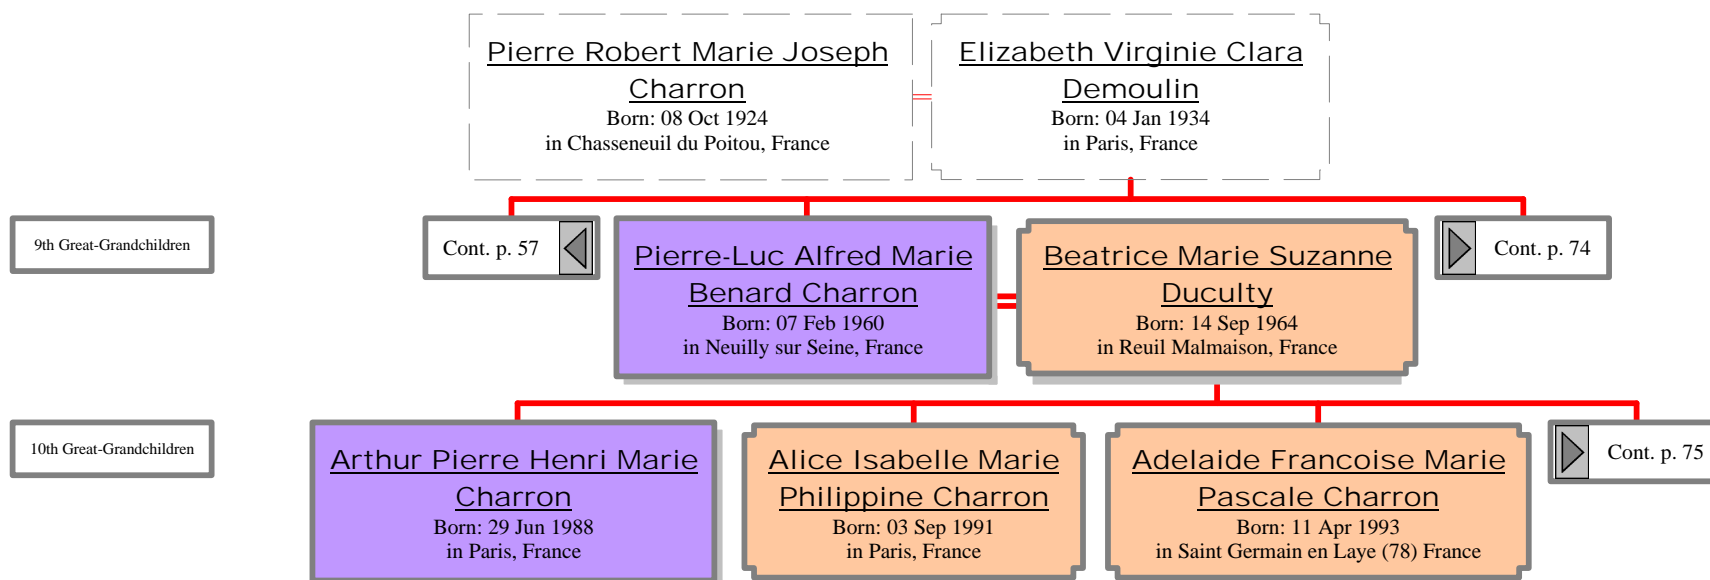 Pierre Robert Marie Joseph
Charron
Born: 08 Oct 1924
in Chasseneuil du Poitou, France
Elizabeth Virginie Clara
Demoulin
Born: 04 Jan 1934
in Paris, France
9th Great-Grandchildren
Cont. p. 57
Pierre-Luc Alfred Marie
Benard Charron
Born: 07 Feb 1960
in Neuilly sur Seine, France
Beatrice Marie Suzanne
Duculty
Born: 14 Sep 1964
in Reuil Malmaison, France
Cont. p. 74
10th Great-Grandchildren
Arthur Pierre Henri Marie
Charron
Born: 29 Jun 1988
in Paris, France
Alice Isabelle Marie
Philippine Charron
Born: 03 Sep 1991
in Paris, France
Adelaide Francoise Marie
Pascale Charron
Born: 11 Apr 1993
in Saint Germain en Laye (78) France
Cont. p. 75